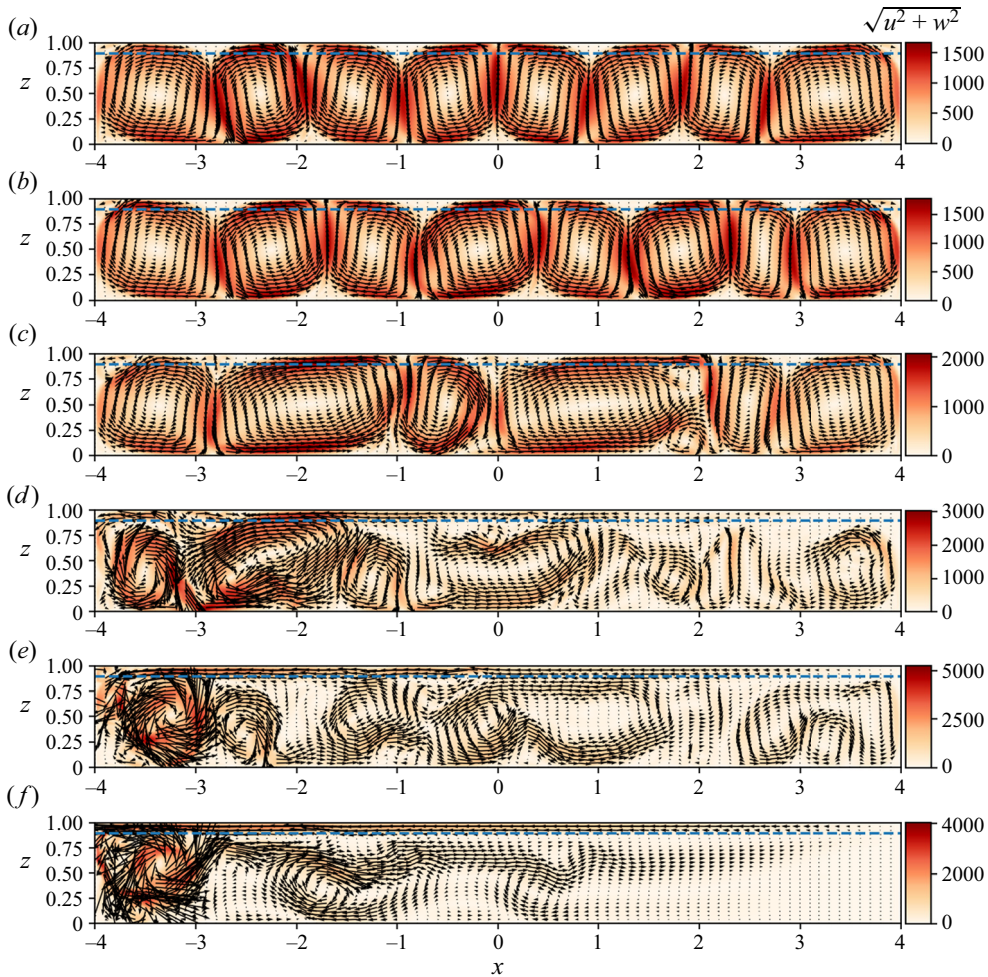 √u² + w²
(a)
1.00 0.75 0.50 0.25 0
z
–4 –3 –2 –1 0 1 2 3 4
1500 1000 500 0
(b)
1.00 0.75 0.50 0.25 0
z
–4 –3 –2 –1 0 1 2 3 4
1500 1000 500 0
(c)
1.00 0.75 0.50 0.25 0
z
–4 –3 –2 –1 0 1 2 3 4
2000 1000 0
(d)
1.00 0.75 0.50 0.25 0
z
–4 –3 –2 –1 0 1 2 3 4
3000 2000 1000 0
(e)
1.00 0.75 0.50 0.25 0
z
–4 –3 –2 –1 0 1 2 3 4
5000 2500 0
(f)
1.00 0.75 0.50 0.25 0
z
–4 –3 –2 –1 0 1 2 3 4
4000 2000 0
x